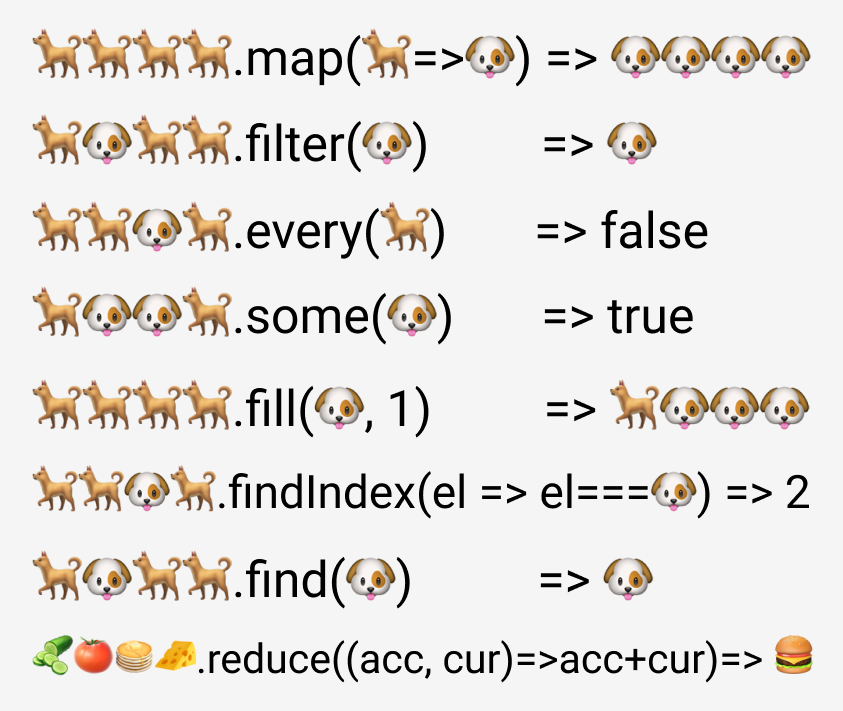 🐕🐕🐕🐕.map(🐕=>🐶) => 🐶🐶🐶🐶
🐕🐶🐕🐕.filter(🐶) => 🐶
🐕🐕🐶🐕.every(🐕) => false
🐕🐶🐶🐕.some(🐶) => true
🐕🐕🐕🐕.fill(🐶, 1) => 🐕🐶🐶🐶
🐕🐕🐶🐕.findIndex(el => el===🐶) => 2
🐕🐶🐕🐕.find(🐶) => 🐶
🥒🍅🥞🧀.reduce((acc, cur)=>acc+cur)=> 🍔